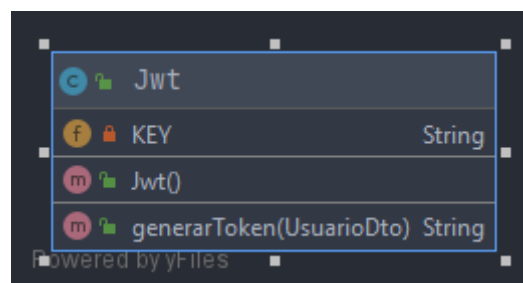 C Jwt
f KEY String
m Jwt()
m generarToken(UsuarioDto) String
Powered by yFiles